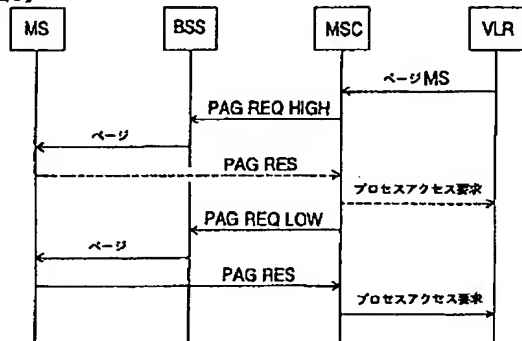 MS BSS MSC VLR
ページMS
PAG REQ HIGH
ページ
PAG RES
プロセスアクセス要求
PAG REQ LOW
ページ
PAG RES
プロセスアクセス要求